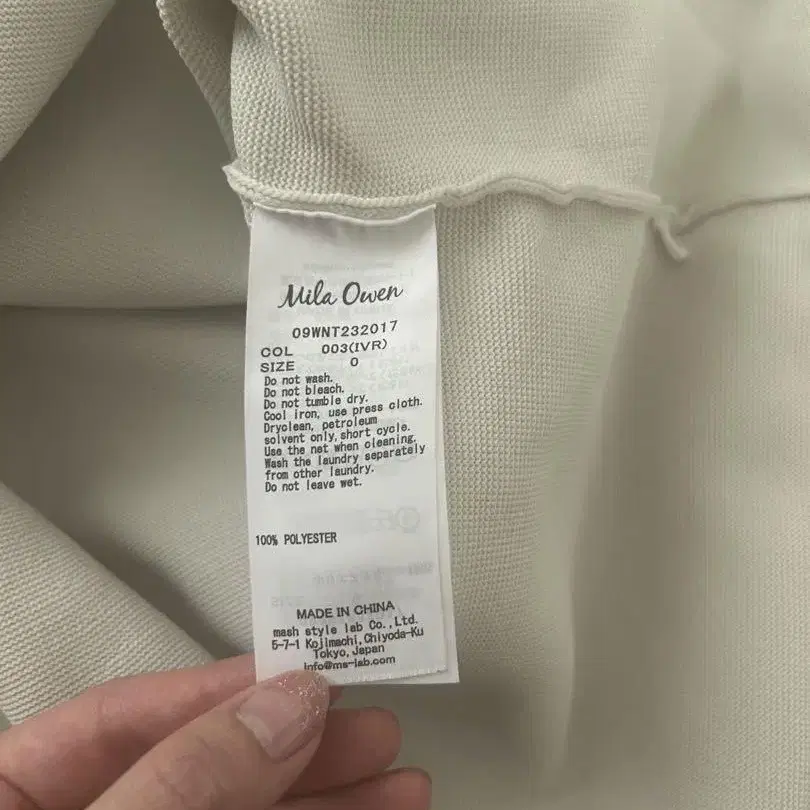 Mila Owen
09WNT232017
COL 003(IVR)
SIZE 0
Do not wash.
Do not bleach.
Do not tumble dry.
Cool iron, use press cloth.
Dryclean, petroleum
solvent only,short cycle.
Use the net when cleaning.
Wash the laundry separately
from other laundry.
Do not leave wet.
100% POLYESTER
MADE IN CHINA
mash style lab Co.,Ltd.
5-7-1 Kojimachi,Chiyoda-Ku
Tokyo,Japan
info@ms-lab.com